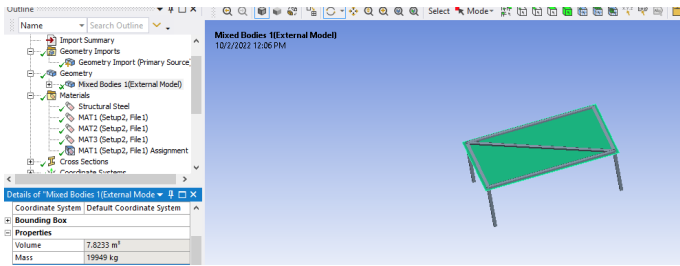 Outline
Name
Search Outline
Import Summary
Geometry Imports
Geometry Import (Primary Source)
Geometry
Mixed Bodies 1(External Model)
Materials
Structural Steel
MAT1 (Setup2, File1)
MAT2 (Setup2, File1)
MAT3 (Setup2, File1)
MAT1 (Setup2, File1) Assignment
Cross Sections
Coordinate Systems
Details of "Mixed Bodies 1(External Mode
Coordinate System Default Coordinate System
Bounding Box
Properties
Volume 7.8233 m³
Mass 19949 kg
Select Mode
Mixed Bodies 1(External Model)
10/2/2022 12:06 PM